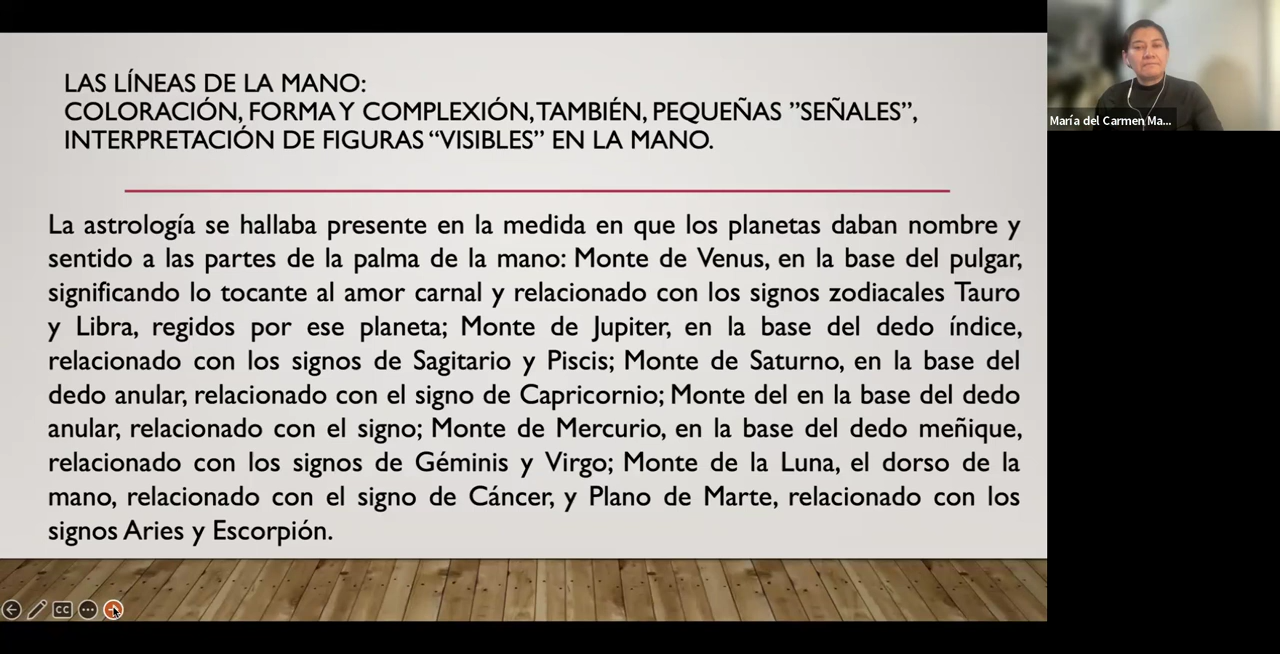 LAS LÍNEAS DE LA MANO:
COLORACIÓN, FORMA Y COMPLEXIÓN, TAMBIÉN, PEQUEÑAS ”SEÑALES”,
INTERPRETACIÓN DE FIGURAS “VISIBLES” EN LA MANO.
La astrología se hallaba presente en la medida en que los planetas daban nombre y
sentido a las partes de la palma de la mano: Monte de Venus, en la base del pulgar,
significando lo tocante al amor carnal y relacionado con los signos zodiacales Tauro
y Libra, regidos por ese planeta; Monte de Jupiter, en la base del dedo índice,
relacionado con los signos de Sagitario y Piscis; Monte de Saturno, en la base del
dedo anular, relacionado con el signo de Capricornio; Monte del en la base del dedo
anular, relacionado con el signo; Monte de Mercurio, en la base del dedo meñique,
relacionado con los signos de Géminis y Virgo; Monte de la Luna, el dorso de la
mano, relacionado con el signo de Cáncer, y Plano de Marte, relacionado con los
signos Aries y Escorpión.
María del Carmen Ma...
CC